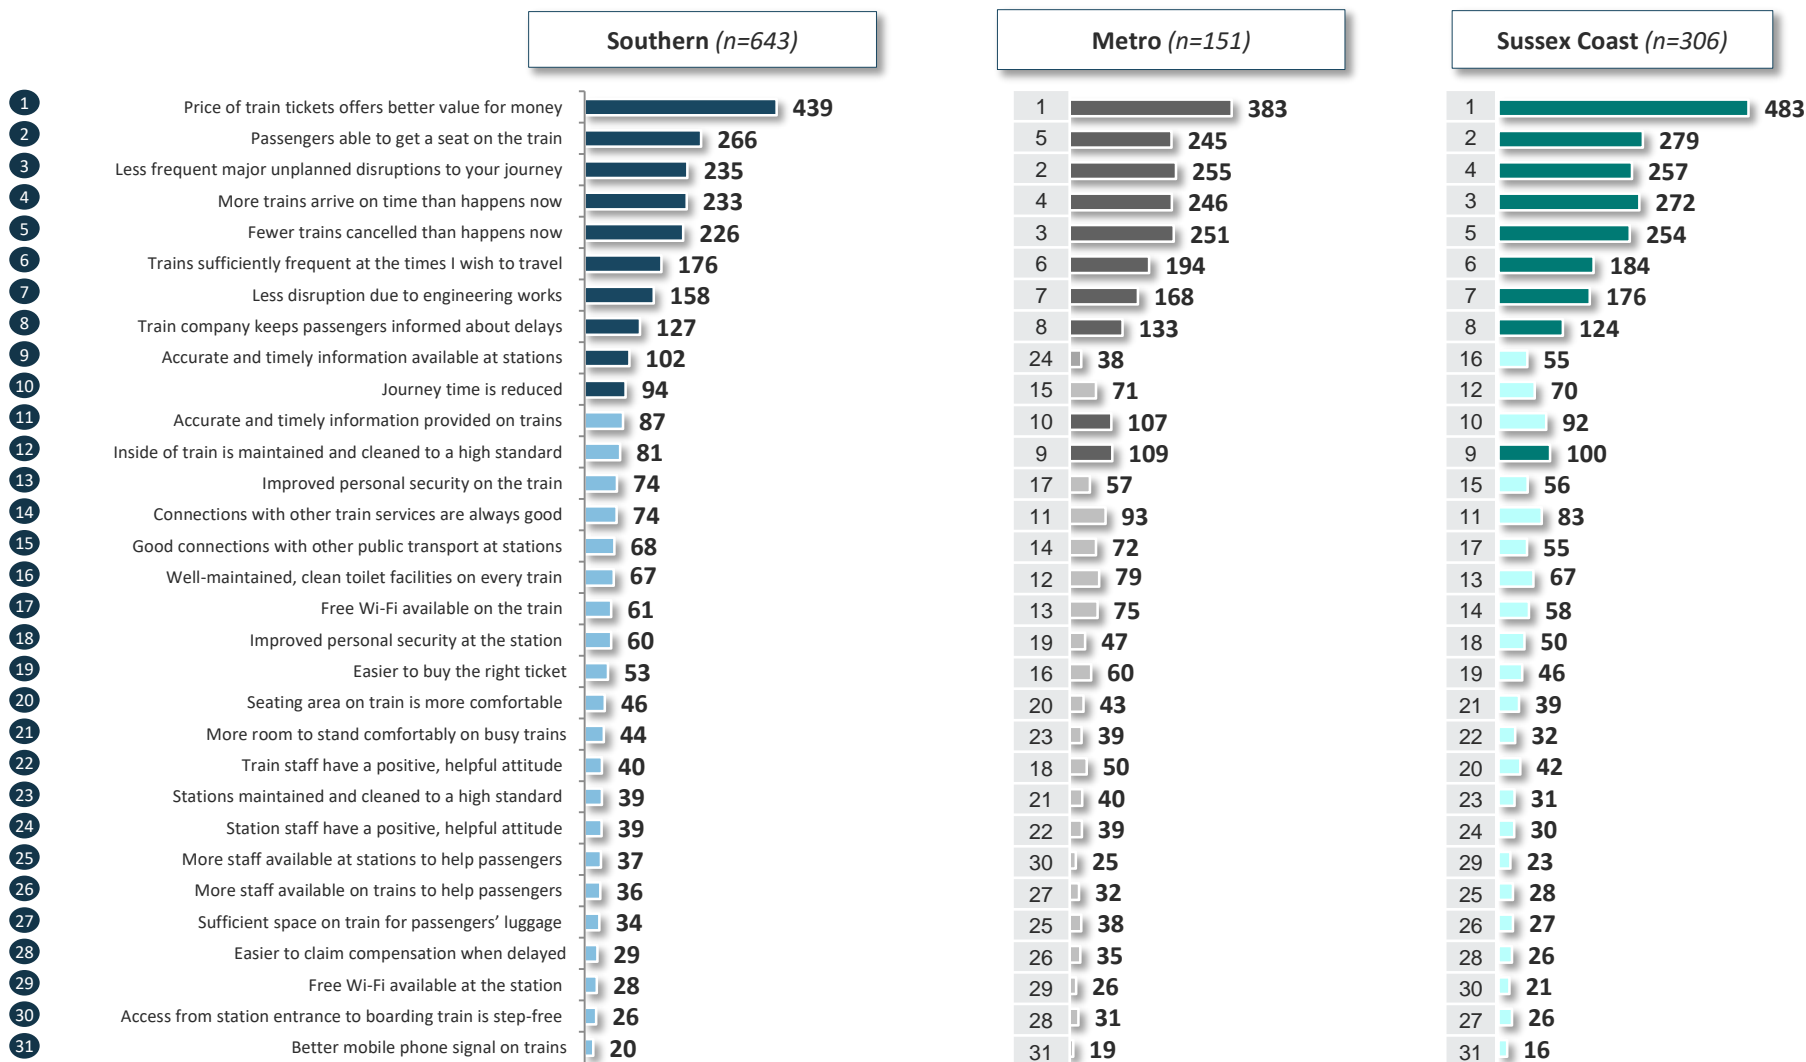 Southern (n=643) Metro (n=151) Sussex Coast (n=306)
1 Price of train tickets offers better value for money 439 1 383 1 483
2 Passengers able to get a seat on the train 266 5 245 2 279
3 Less frequent major unplanned disruptions to your journey 235 2 255 4 257
4 More trains arrive on time than happens now 233 4 246 3 272
5 Fewer trains cancelled than happens now 226 3 251 5 254
6 Trains sufficiently frequent at the times I wish to travel 176 6 194 6 184
7 Less disruption due to engineering works 158 7 168 7 176
8 Train company keeps passengers informed about delays 127 8 133 8 124
9 Accurate and timely information available at stations 102 24 38 16 55
10 Journey time is reduced 94 15 71 12 70
11 Accurate and timely information provided on trains 87 10 107 10 92
12 Inside of train is maintained and cleaned to a high standard 81 9 109 9 100
13 Improved personal security on the train 74 17 57 15 56
14 Connections with other train services are always good 74 11 93 11 83
15 Good connections with other public transport at stations 68 14 72 17 55
16 Well-maintained, clean toilet facilities on every train 67 12 79 13 67
17 Free Wi-Fi available on the train 61 13 75 14 58
18 Improved personal security at the station 60 19 47 18 50
19 Easier to buy the right ticket 53 16 60 19 46
20 Seating area on train is more comfortable 46 20 43 21 39
21 More room to stand comfortably on busy trains 44 23 39 22 32
22 Train staff have a positive, helpful attitude 40 18 50 20 42
23 Stations maintained and cleaned to a high standard 39 21 40 23 31
24 Station staff have a positive, helpful attitude 39 22 39 24 30
25 More staff available at stations to help passengers 37 30 25 29 23
26 More staff available on trains to help passengers 36 27 32 25 28
27 Sufficient space on train for passengers’ luggage 34 25 38 26 27
28 Easier to claim compensation when delayed 29 26 35 28 26
29 Free Wi-Fi available at the station 28 29 26 30 21
30 Access from station entrance to boarding train is step-free 26 28 31 27 26
31 Better mobile phone signal on trains 20 31 19 31 16